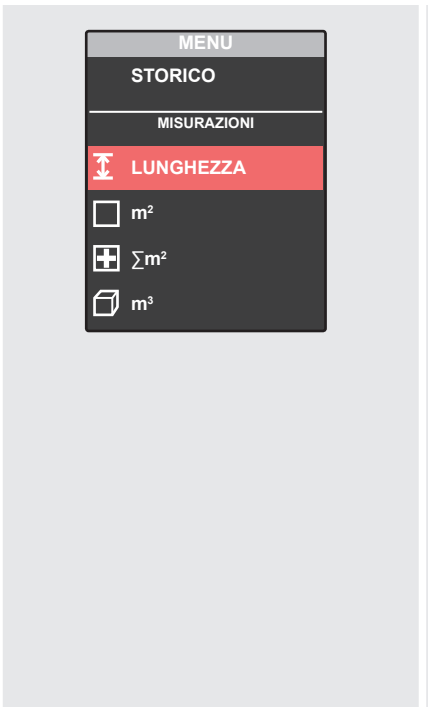 MENU
STORICO
MISURAZIONI
LUNGHEZZA
m²
∑m²
m³